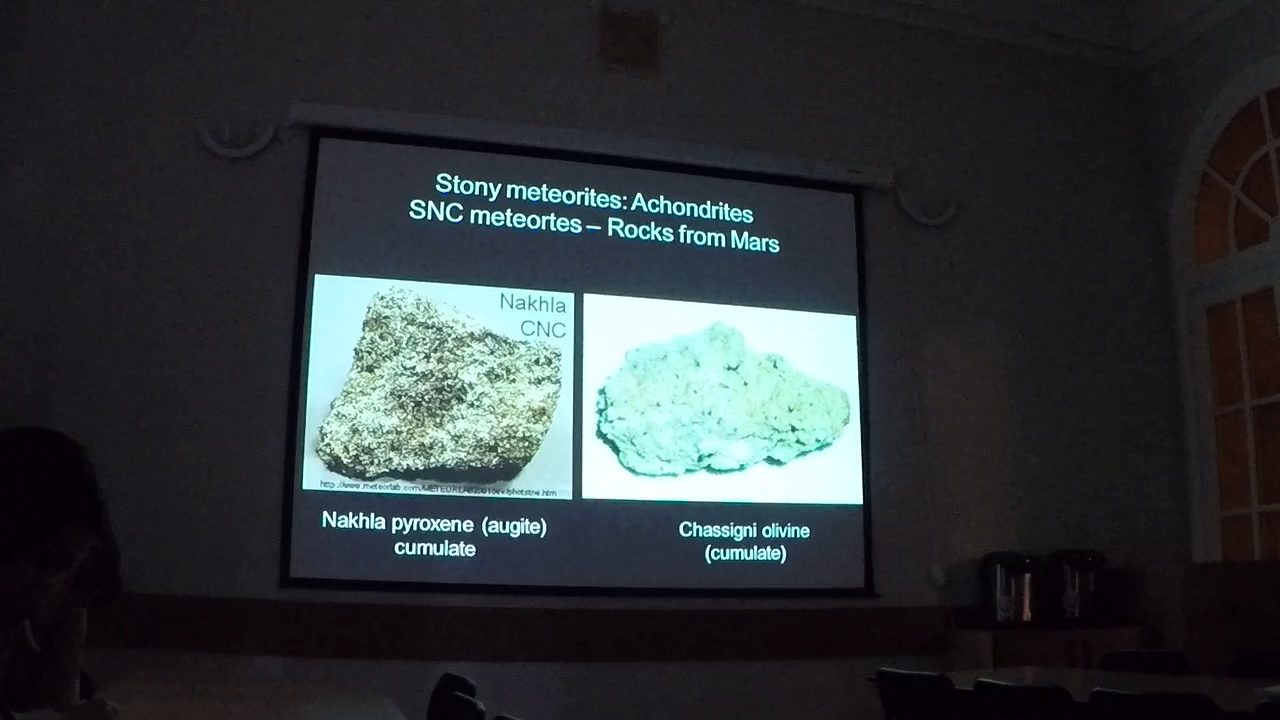 Stony meteorites: Achondrites
SNC meteortes – Rocks from Mars
Nakhla
CNC
Nakhla pyroxene (augite)
cumulate
Chassigni olivine
(cumulate)